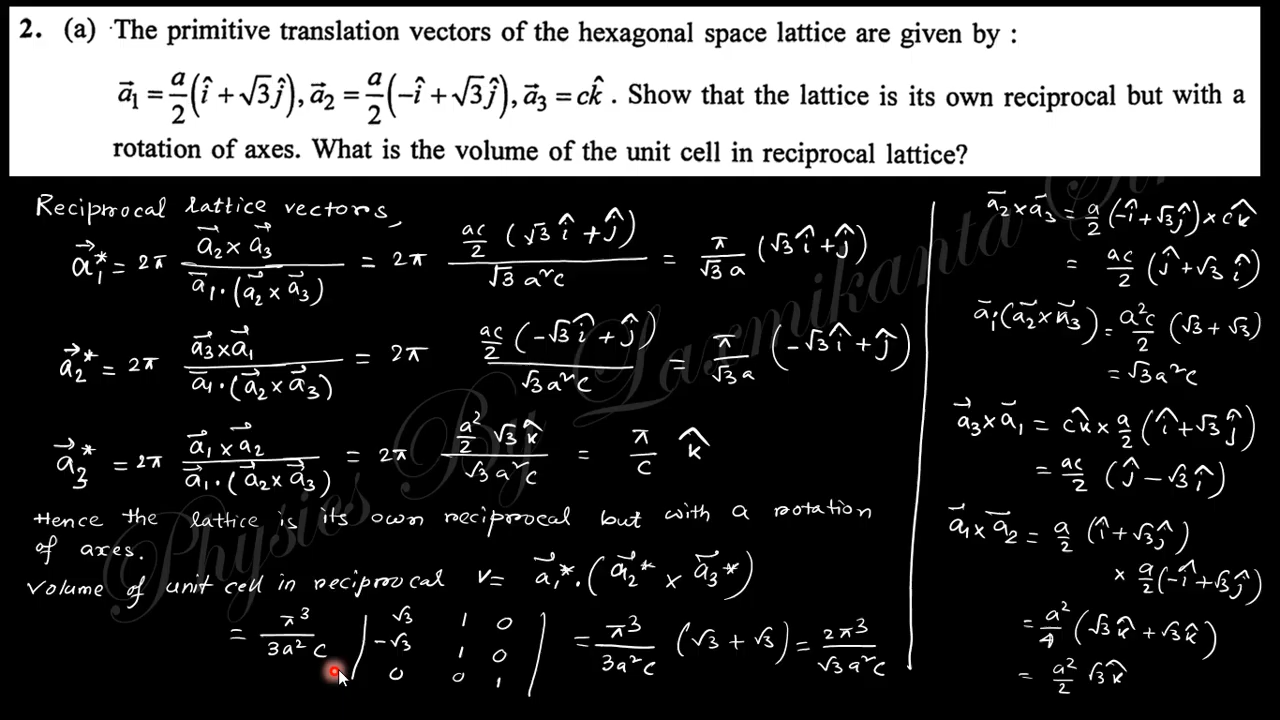 2. (a) The primitive translation vectors of the hexagonal space lattice are given by :
a⃗₁ = a/2 (î + √3ĵ), a⃗₂ = a/2 (−î + √3ĵ), a⃗₃ = ck̂. Show that the lattice is its own reciprocal but with a
rotation of axes. What is the volume of the unit cell in reciprocal lattice?
Reciprocal lattice vectors,
a⃗₁* = 2π (a⃗₂ × a⃗₃)/(a⃗₁·(a⃗₂ × a⃗₃)) = 2π (ac/2 (√3 î + ĵ))/(√3 a²c) = π/(√3 a) (√3 î + ĵ)
a⃗₂* = 2π (a⃗₃ × a⃗₁)/(a⃗₁·(a⃗₂ × a⃗₃)) = 2π (ac/2 (−√3 î + ĵ))/(√3 a²c) = π/(√3 a) (−√3 î + ĵ)
a⃗₃* = 2π (a⃗₁ × a⃗₂)/(a⃗₁·(a⃗₂ × a⃗₃)) = 2π (a²/2 √3 k̂)/(√3 a²c) = π/c k̂
Hence the lattice is its own reciprocal but with a rotation
of axes.
Volume of unit cell in reciprocal V = a⃗₁*·(a⃗₂* × a⃗₃*)
= π³/(3a²c) | √3 1 0
−√3 1 0
0 0 1 | = π³/(3a²c) (√3 + √3) = 2π³/(√3 a²c)
a⃗₂ × a⃗₃ = a/2 (−î + √3ĵ) × ck̂
= ac/2 (ĵ + √3 î)
a⃗₁(a⃗₂ × a⃗₃) = a²c/2 (√3 + √3)
= √3 a²c
a⃗₃ × a⃗₁ = ck̂ × a/2 (î + √3ĵ)
= ac/2 (ĵ − √3 î)
a⃗₁ × a⃗₂ = a/2 (î + √3ĵ)
× a/2 (−î + √3ĵ)
= a²/4 (√3 k̂ + √3 k̂)
= a²/2 √3 k̂
Physics By Laxmikanta